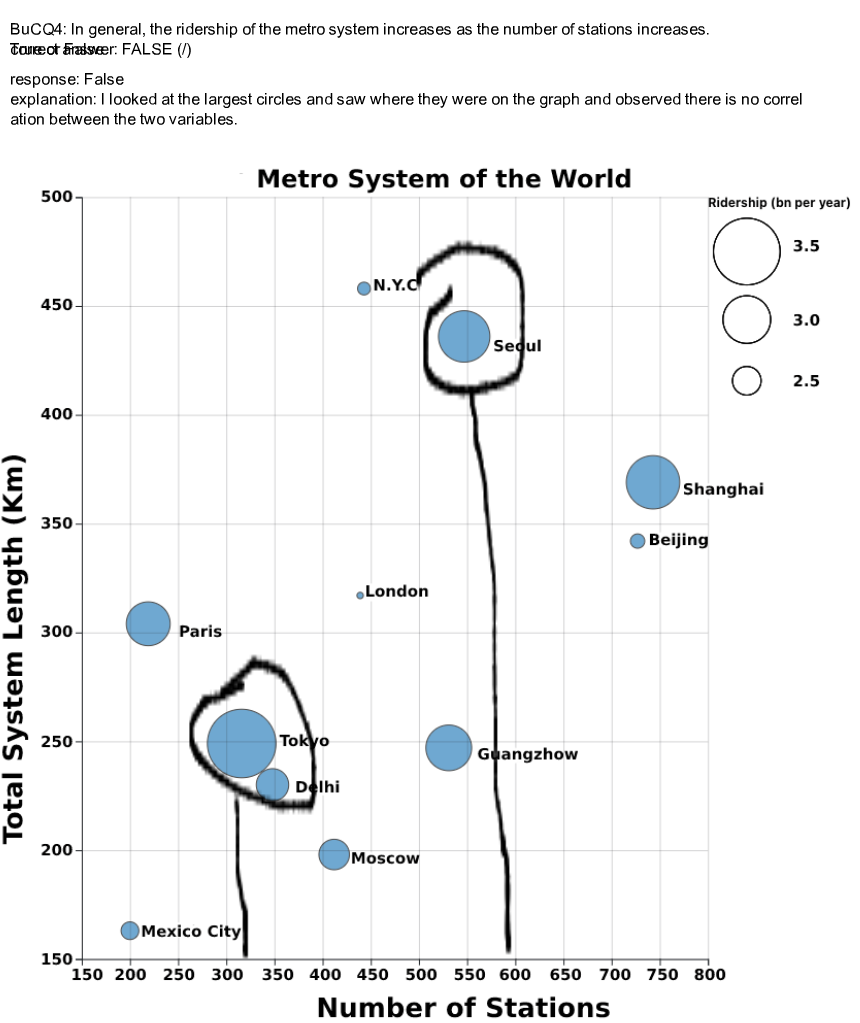 BuCQ4: In general, the ridership of the metro system increases as the number of stations increases.
True or False
correct answer: FALSE (/)
response: False
explanation: I looked at the largest circles and saw where they were on the graph and observed there is no correl
ation between the two variables.
Metro System of the World
Ridership (bn per year)
3.5
3.0
2.5
500
450
400
350
300
250
200
150
Total System Length (Km)
N.Y.C
Seoul
Shanghai
Beijing
London
Paris
Tokyo
Guangzhow
Delhi
Moscow
Mexico City
150 200 250 300 350 400 450 500 550 600 650 700 750 800
Number of Stations